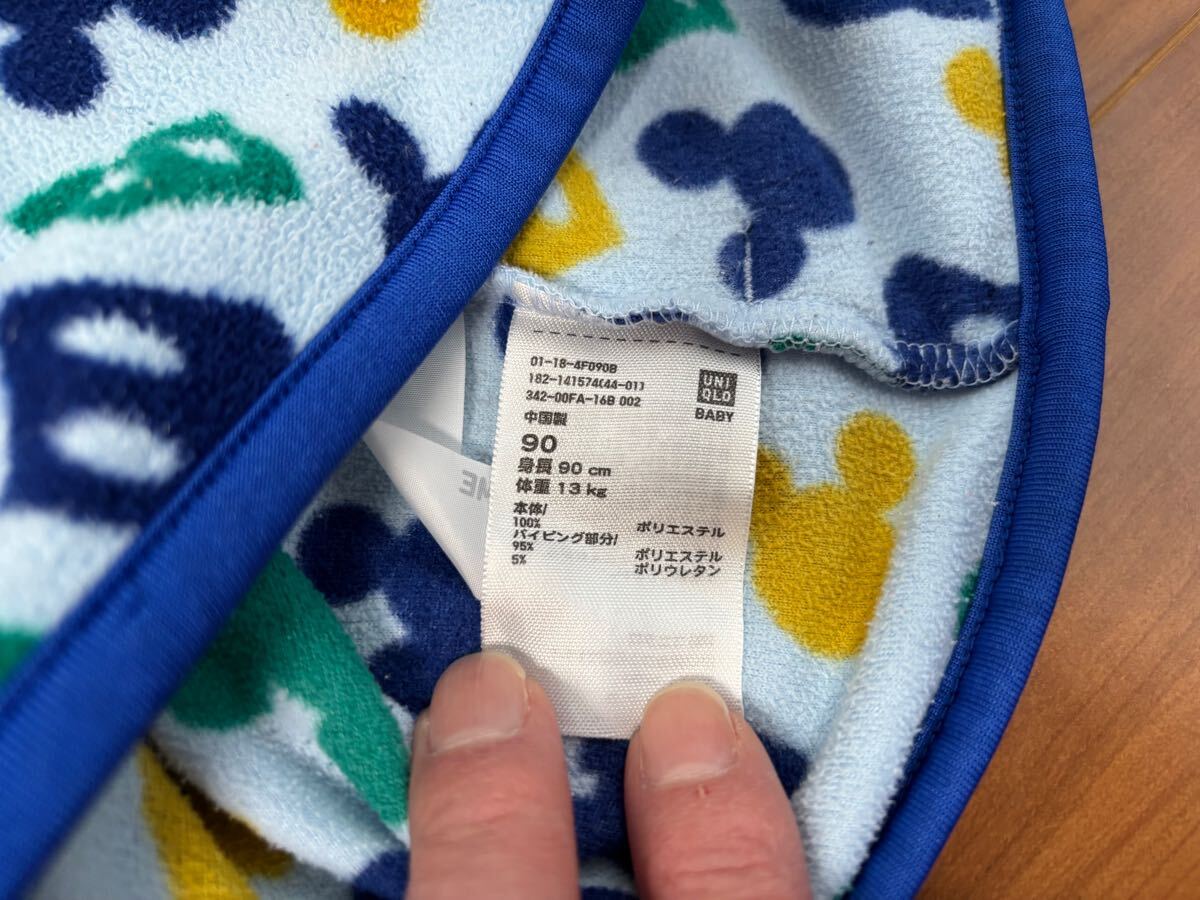 01-18-4F090B
182-141574(44-01)
342-00FA-16B 002
UNI
QLO
BABY
中国製
90
身長 90 cm
体重 13 kg
本体/
100% ポリエステル
パイピング部分/
95% ポリエステル
5% ポリウレタン
ME